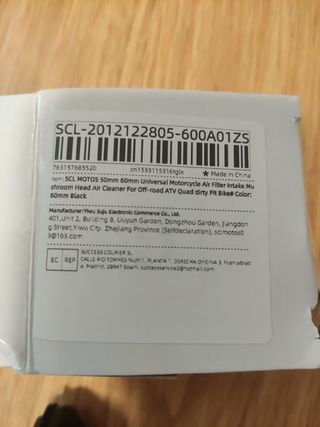 SCL-2012122805-600A01ZS
763157685520 cn1533115316tglx ★ Made In China
Item: SCL MOTOS 50mm 60mm Universal Motorcycle Air Filter Intake Mu
shroom Head Air Cleaner For Off-road ATV Quad dirty Pit Bike# Color:
60mm Black
Manufacturer:Yiwu Suju Electronic Commerce Co., Ltd.
401,Unit 2, Building 8, Liuyun Garden, Dongzhou Garden, Jiangdon
g Street,Yiwu City, Zhejiang Province (Selfdeclaration), scimotos0
3@163.com
EC REP
SUCCESS COURIER SL
CALLE RIO TORMES NUM.1, PLANTA 1, DERECHA,OFICINA 3, Fuenlabrad
a, Madrid, 28947 Spain, successservice2@hotmail.com